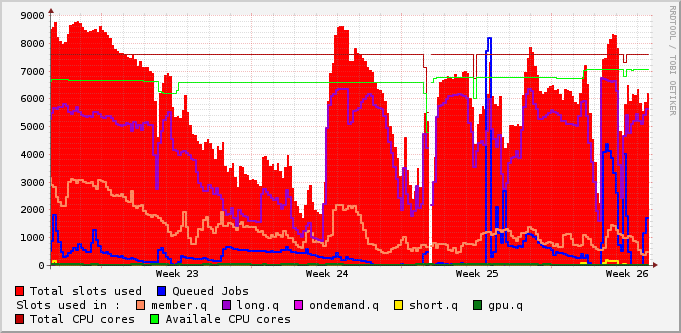 9000
8000
7000
6000
5000
4000
3000
2000
1000
0
Week 23 Week 24 Week 25 Week 26
RRDTOOL / TOBI OETIKER
Total slots used Queued Jobs
Slots used in : member.q long.q ondemand.q short.q gpu.q
Total CPU cores Availale CPU cores